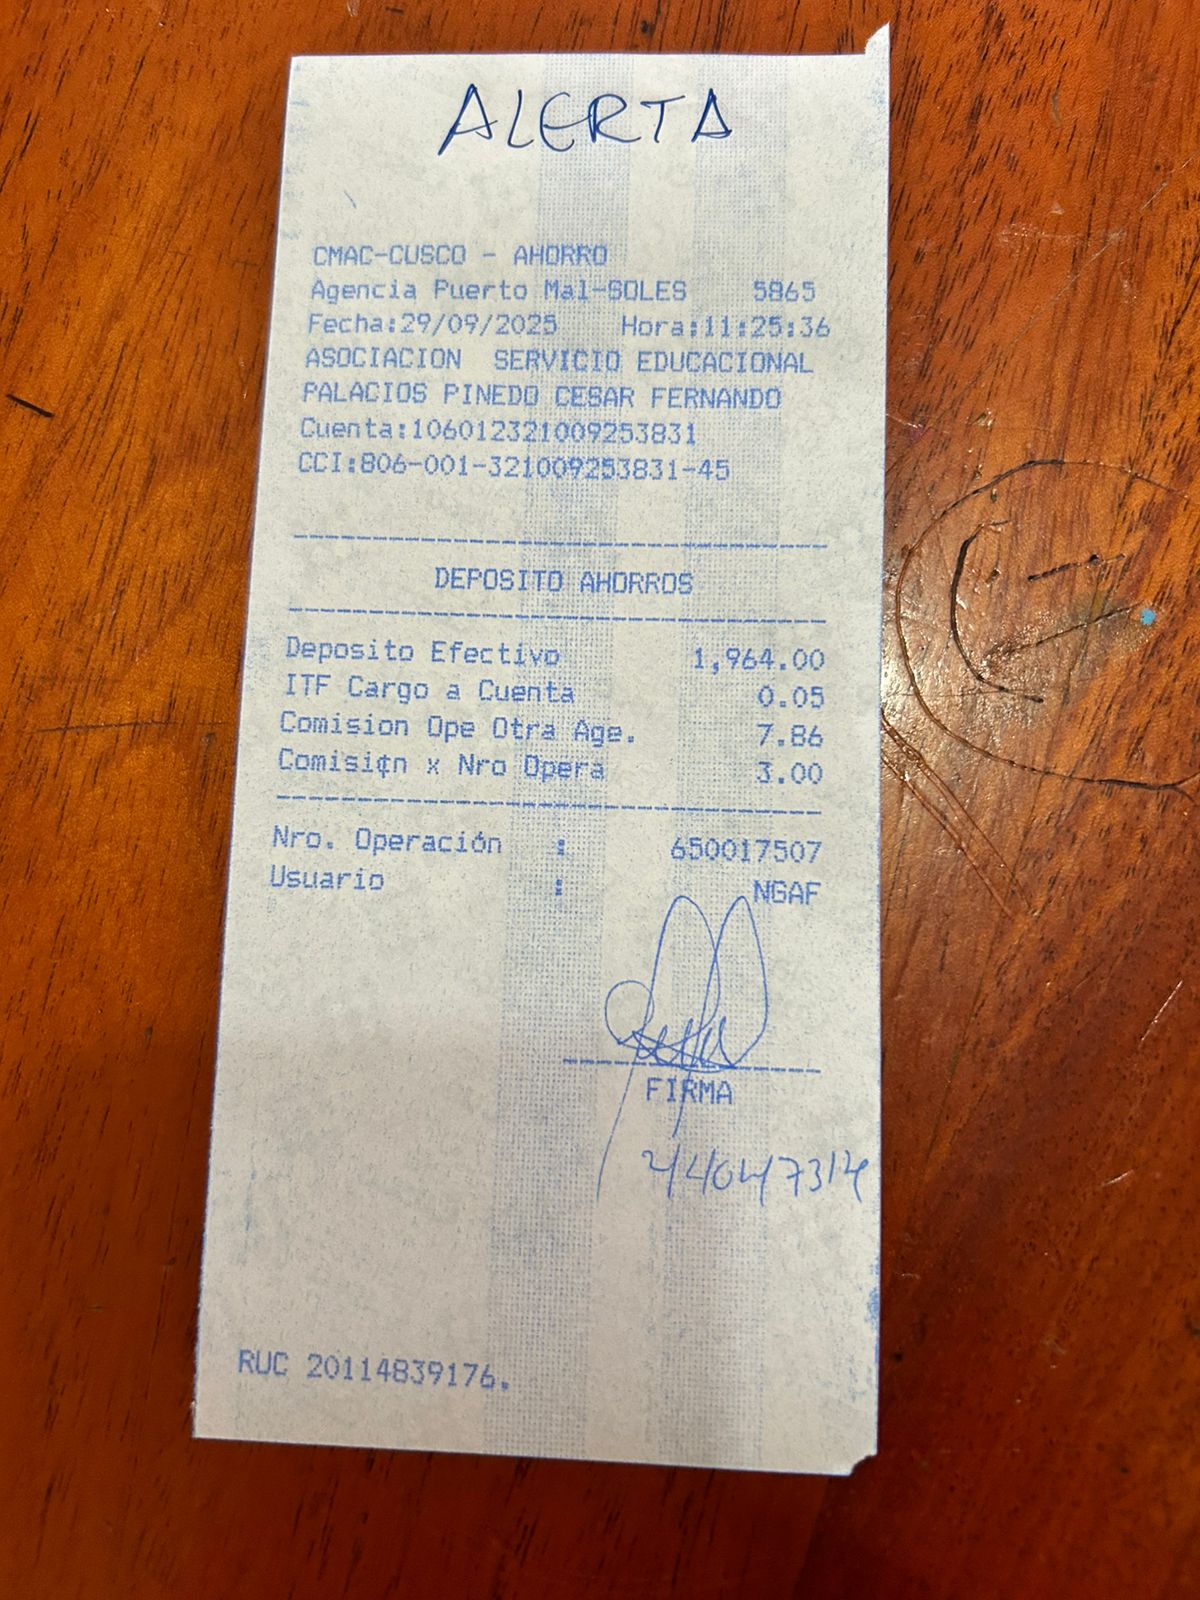 ALERTA
CMAC-CUSCO - AHORRO
Agencia Puerto Mal-SOLES 5865
Fecha:29/09/2025 Hora:11:25:36
ASOCIACION SERVICIO EDUCACIONAL
PALACIOS PINEDO CESAR FERNANDO
Cuenta:106012321009253831
CCI:806-001-321009253831-45
DEPOSITO AHORROS
Deposito Efectivo 1,964.00
ITF Cargo a Cuenta 0.05
Comision Ope Otra Age. 7.86
Comisi¢n x Nro Opera 3.00
Nro. Operación : 650017507
Usuario : NGAF
FIRMA
44047314
RUC 20114839176.